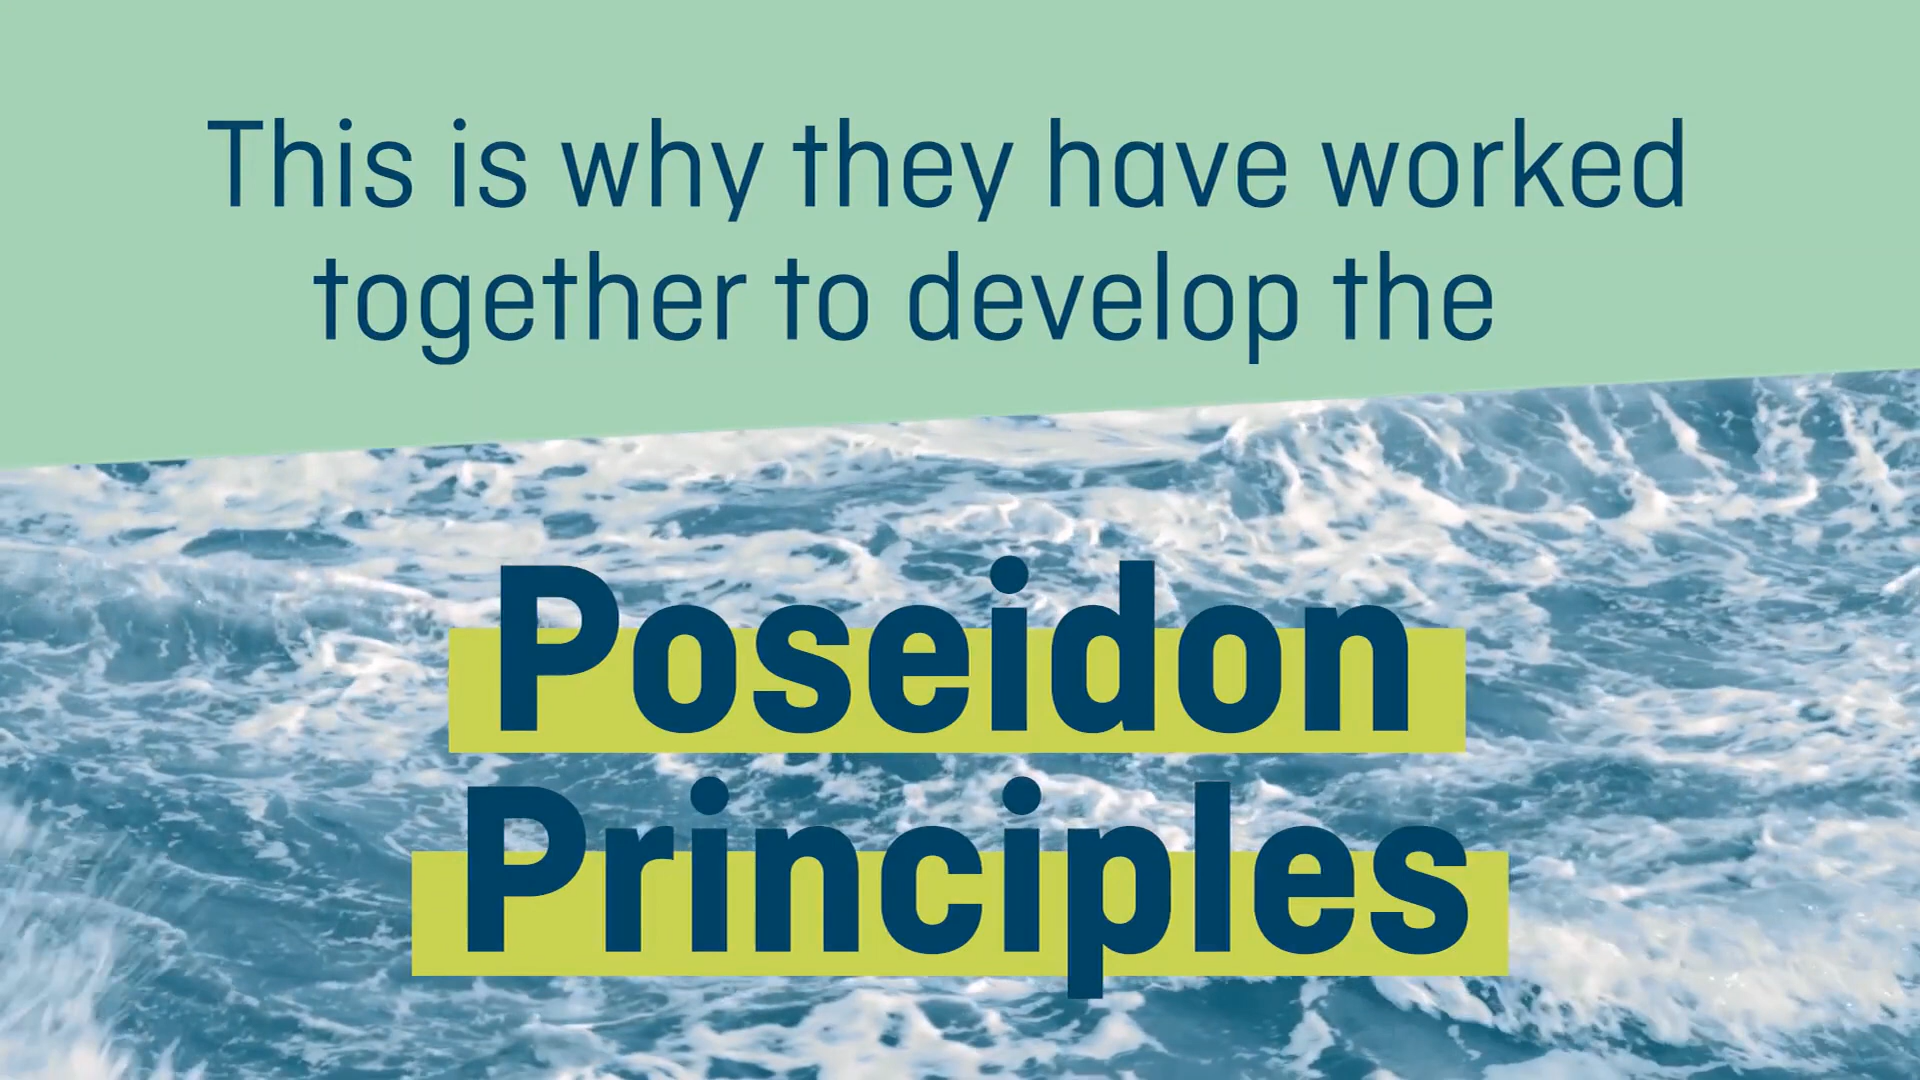 This is why they have worked
together to develop the
Poseidon
Principles